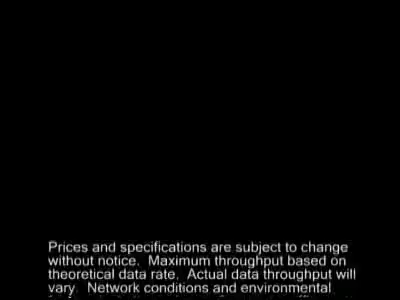 Prices and specifications are subject to change
without notice.  Maximum throughput based on
theoretical data rate.  Actual data throughput will
vary.  Network conditions and environmental